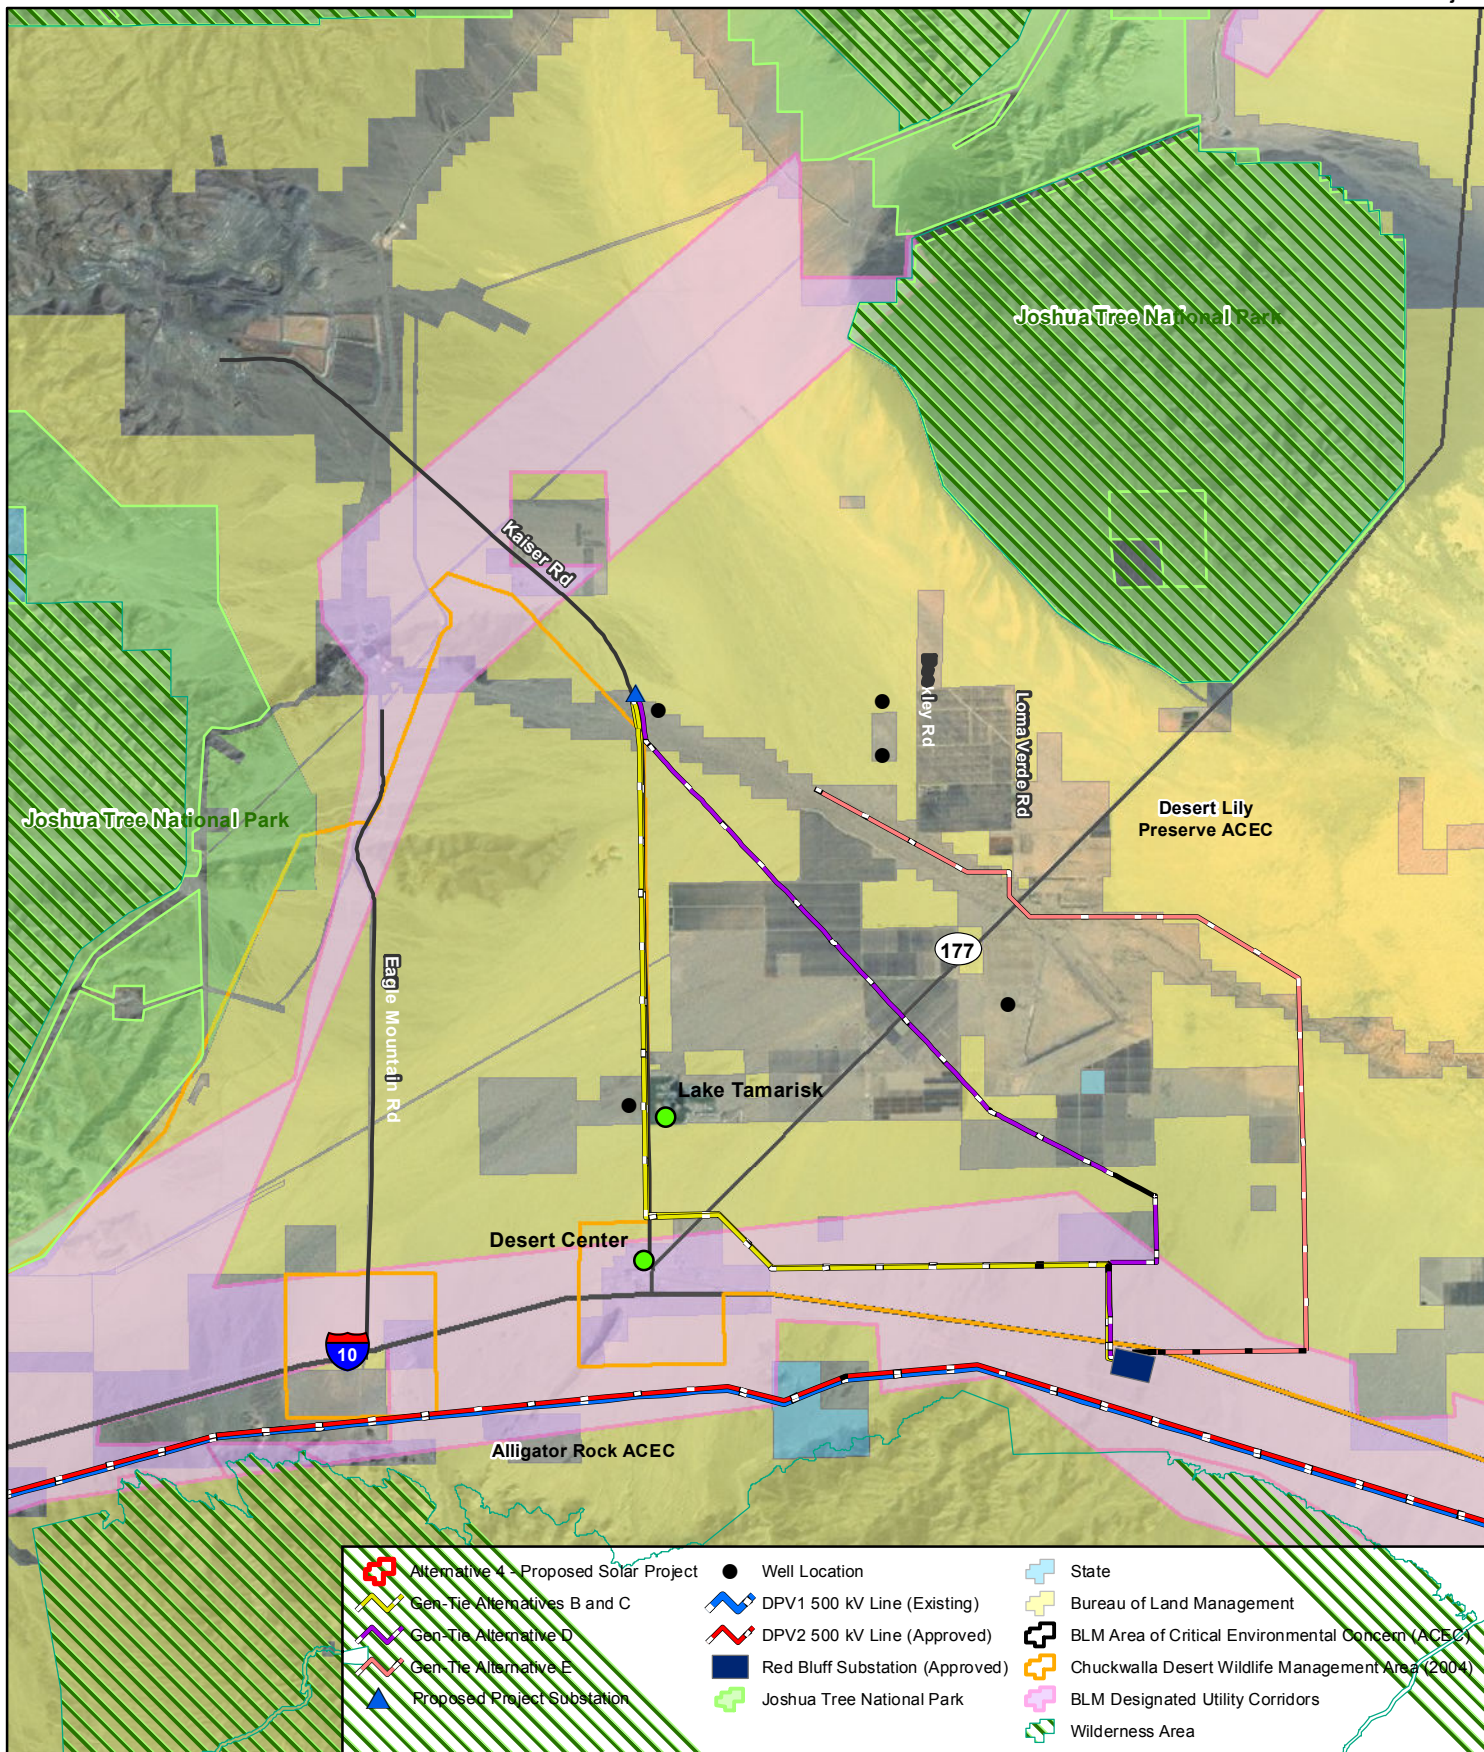 Joshua Tree National Park
Kaiser Rd
kley Rd
Loma Verde Rd
Desert Lily
Preserve ACEC
Joshua Tree National Park
177
Eagle Mountain Rd
Lake Tamarisk
Desert Center
10
Alligator Rock ACEC
Alternative 4 - Proposed Solar Project
Gen-Tie Alternatives B and C
Gen-Tie Alternative D
Gen-Tie Alternative E
Proposed Project Substation
Well Location
DPV1 500 kV Line (Existing)
DPV2 500 kV Line (Approved)
Red Bluff Substation (Approved)
Joshua Tree National Park
State
Bureau of Land Management
BLM Area of Critical Environmental Concern (ACEC)
Chuckwalla Desert Wildlife Management Area (2004)
BLM Designated Utility Corridors
Wilderness Area